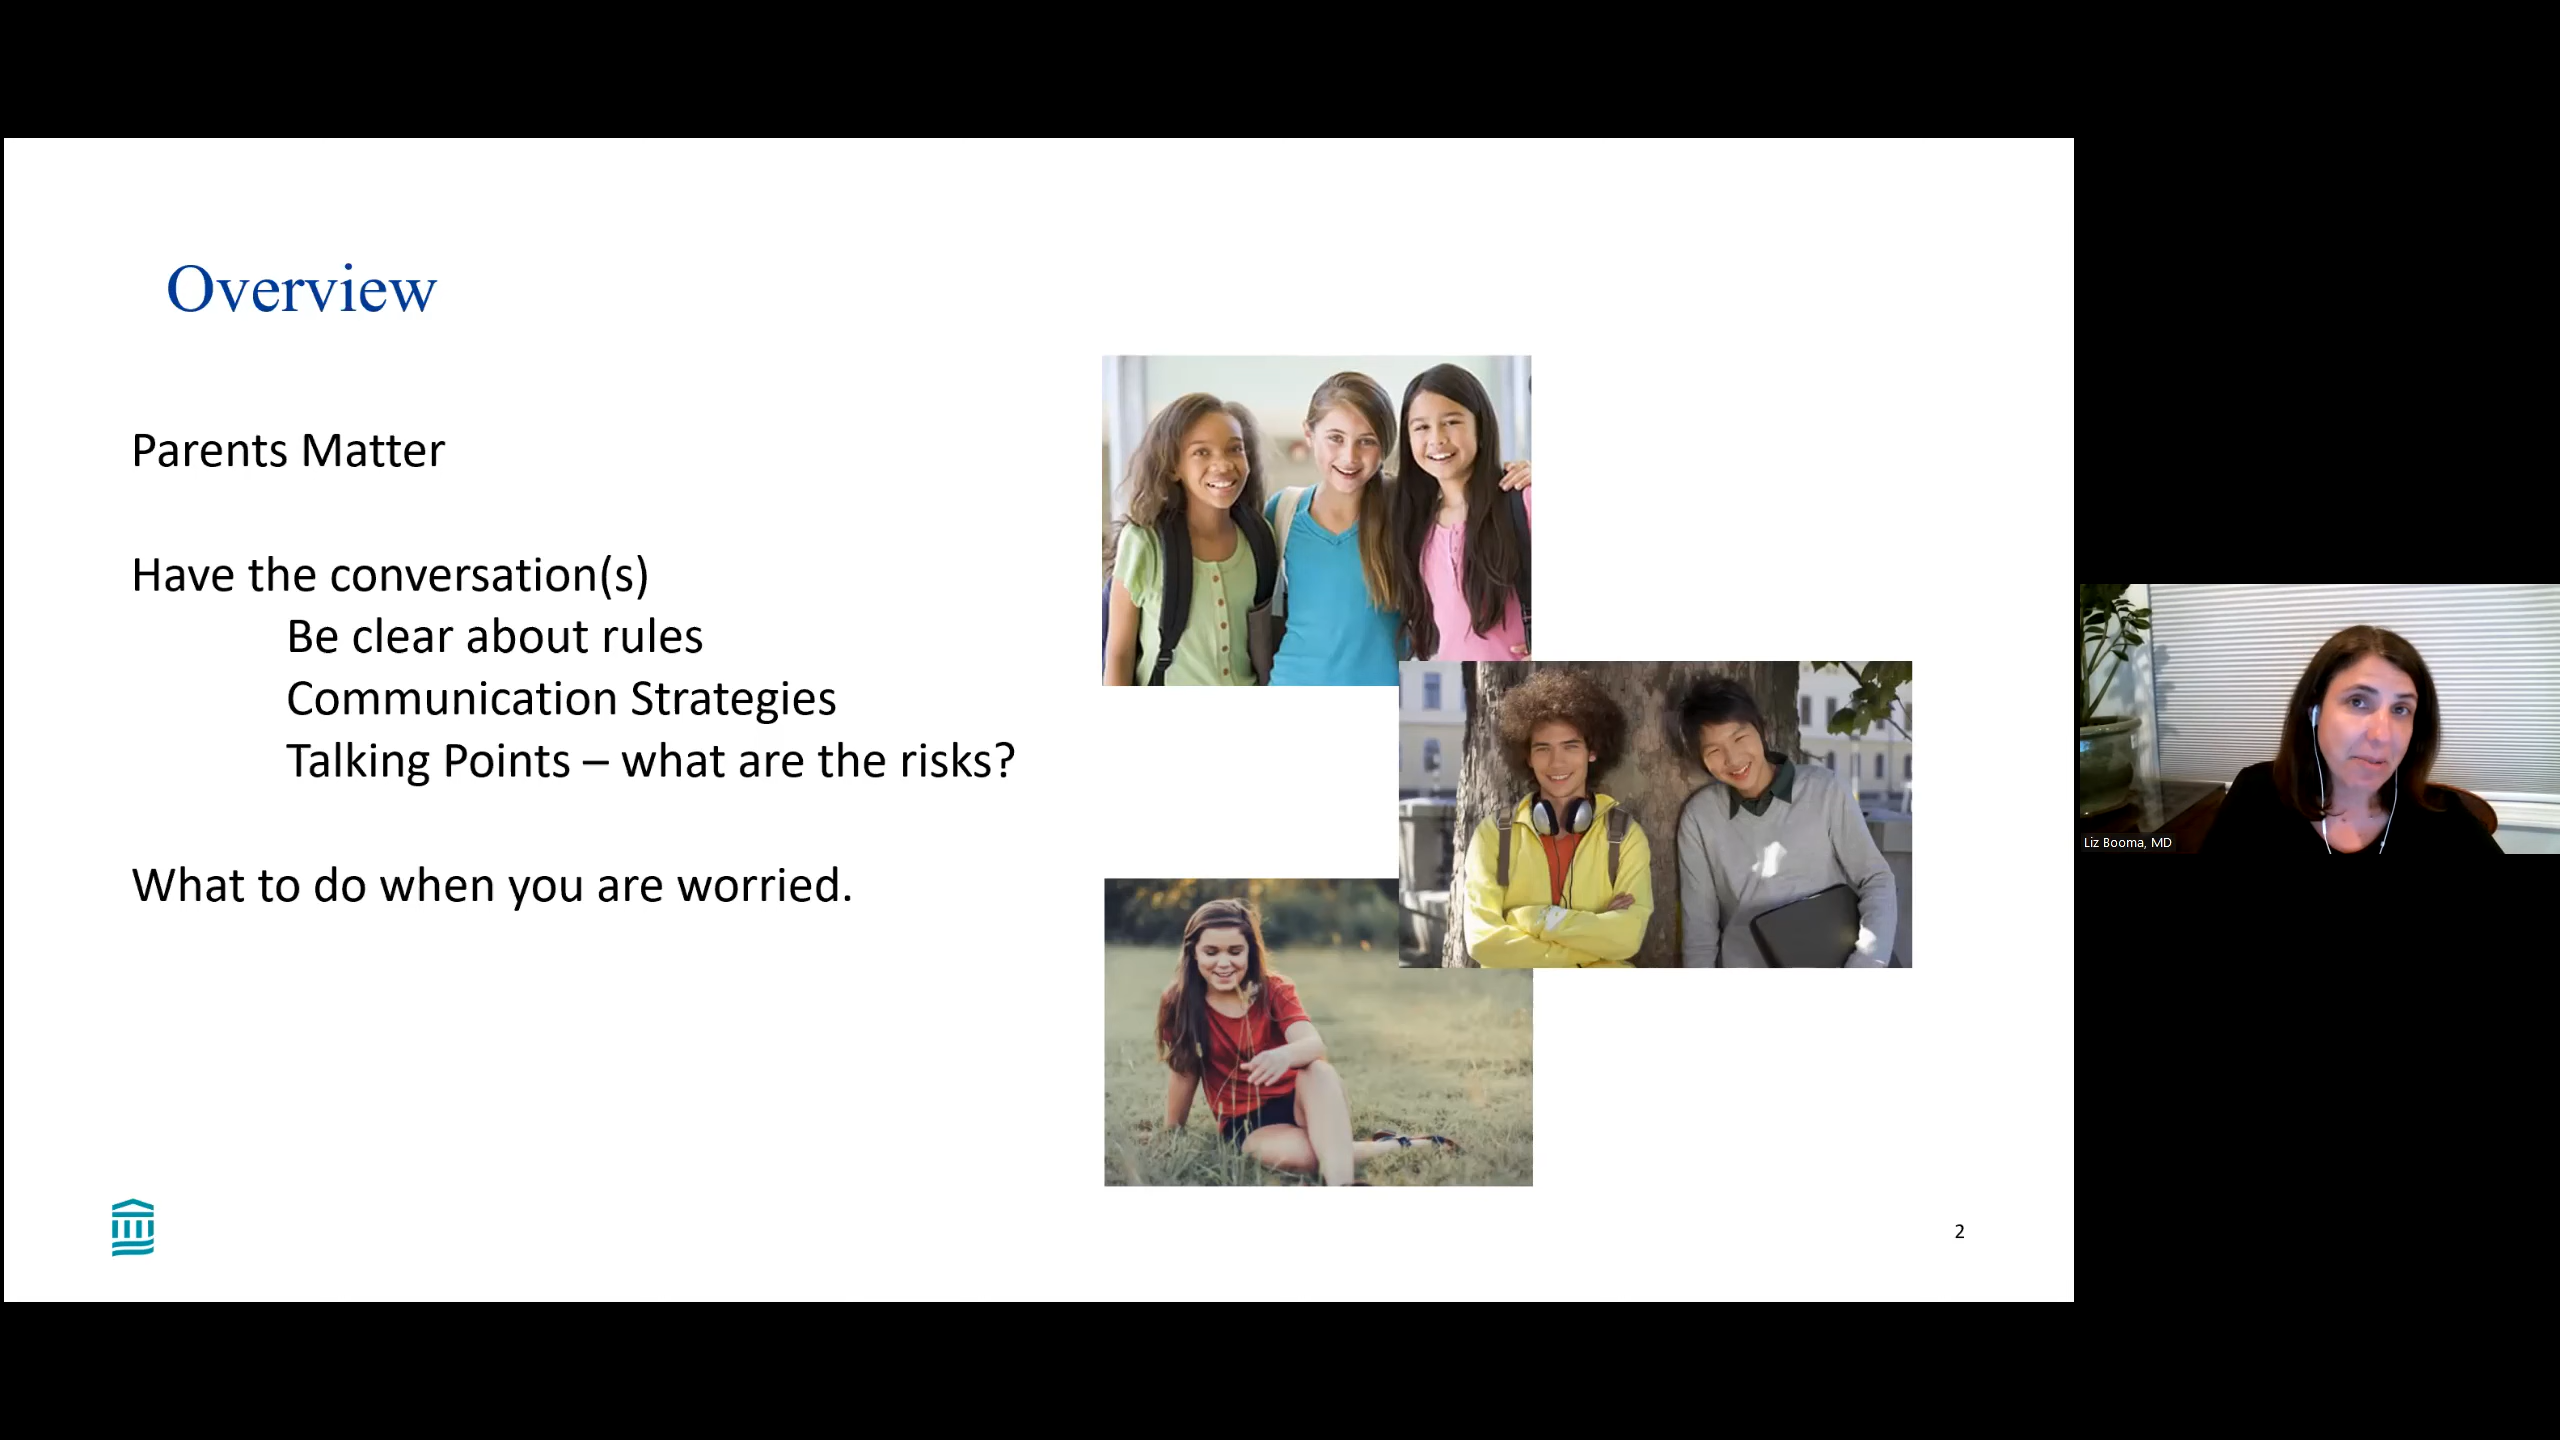 Overview
Parents Matter
Have the conversation(s)
Be clear about rules
Communication Strategies
Talking Points – what are the risks?
What to do when you are worried.
2
Liz Booma, MD